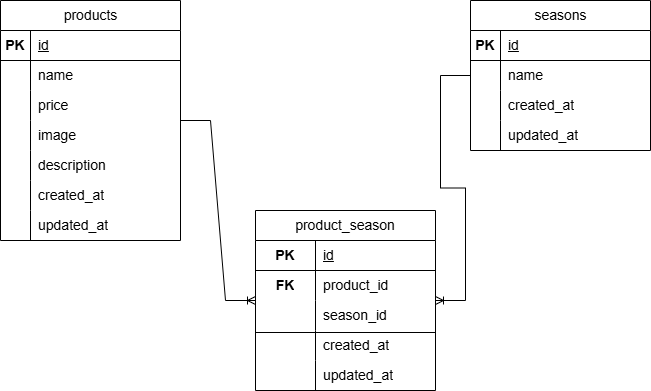 products
PK id
name
price
image
description
created_at
updated_at
seasons
PK id
name
created_at
updated_at
product_season
PK id
FK product_id
season_id
created_at
updated_at